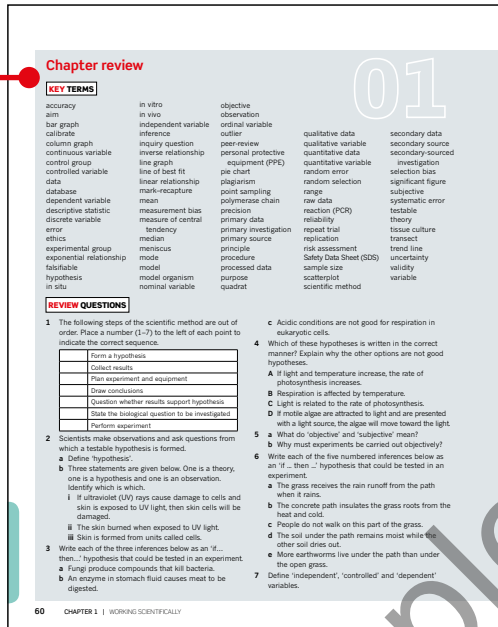 Chapter review
01
KEY TERMS
accuracy
aim
bar graph
calibrate
column graph
continuous variable
control group
controlled variable
data
database
dependent variable
descriptive statistic
discrete variable
error
ethics
experimental group
exponential relationship
falsifiable
hypothesis
in situ
in vitro
in vivo
independent variable
inference
inquiry question
inverse relationship
line graph
line of best fit
linear relationship
mark–recapture
mean
measurement bias
measure of central
tendency
median
meniscus
mode
model
model organism
nominal variable
objective
observation
ordinal variable
outlier
peer-review
personal protective
equipment (PPE)
pie chart
plagiarism
point sampling
polymerase chain
precision
primary data
primary investigation
primary source
principle
procedure
processed data
purpose
quadrat
qualitative data
qualitative variable
quantitative data
quantitative variable
random error
random selection
range
raw data
reaction (PCR)
reliability
repeat trial
replication
risk assessment
Safety Data Sheet (SDS)
sample size
scatterplot
scientific method
secondary data
secondary source
secondary-sourced
investigation
selection bias
significant figure
subjective
systematic error
testable
theory
tissue culture
transect
trend line
uncertainty
validity
variable
REVIEW QUESTIONS
1 The following steps of the scientific method are out of
order. Place a number (1–7) to the left of each point to
indicate the correct sequence.
Form a hypothesis
Collect results
Plan experiment and equipment
Draw conclusions
Question whether results support hypothesis
State the biological question to be investigated
Perform experiment
2 Scientists make observations and ask questions from
which a testable hypothesis is formed.
a Define 'hypothesis'.
b Three statements are given below. One is a theory,
one is a hypothesis and one is an observation.
Identify which is which.
i If ultraviolet (UV) rays cause damage to cells and
skin is exposed to UV light, then skin cells will be
damaged.
ii The skin burned when exposed to UV light.
iii Skin is formed from units called cells.
3 Write each of the three inferences below as an 'if…
then…' hypothesis that could be tested in an experiment.
a Fungi produce compounds that kill bacteria.
b An enzyme in stomach fluid causes meat to be
digested.
c Acidic conditions are not good for respiration in
eukaryotic cells.
4 Which of these hypotheses is written in the correct
manner? Explain why the other options are not good
hypotheses.
A If light and temperature increase, the rate of
photosynthesis increases.
B Respiration is affected by temperature.
C Light is related to the rate of photosynthesis.
D If motile algae are attracted to light and are presented
with a light source, the algae will move toward the light.
5 a What do 'objective' and 'subjective' mean?
b Why must experiments be carried out objectively?
6 Write each of the five numbered inferences below as
an 'if … then …' hypothesis that could be tested in an
experiment.
a The grass receives the rain runoff from the path
when it rains.
b The concrete path insulates the grass roots from the
heat and cold.
c People do not walk on this part of the grass.
d The soil under the path remains moist while the
other soil dries out.
e More earthworms live under the path than under
the open grass.
7 Define 'independent', 'controlled' and 'dependent'
variables.
60 CHAPTER 1 | WORKING SCIENTIFICALLY